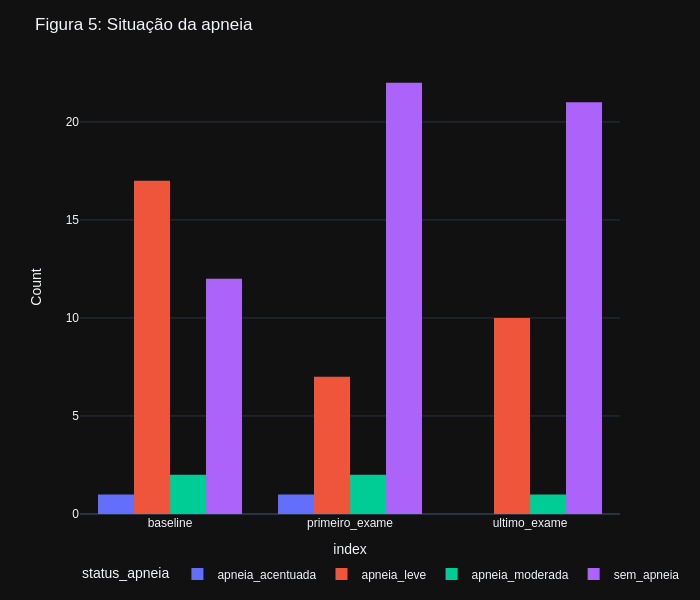 Figura 5: Situação da apneia
20
15
10
5
0
Count
baseline primeiro_exame ultimo_exame
index
status_apneia apneia_acentuada apneia_leve apneia_moderada sem_apneia